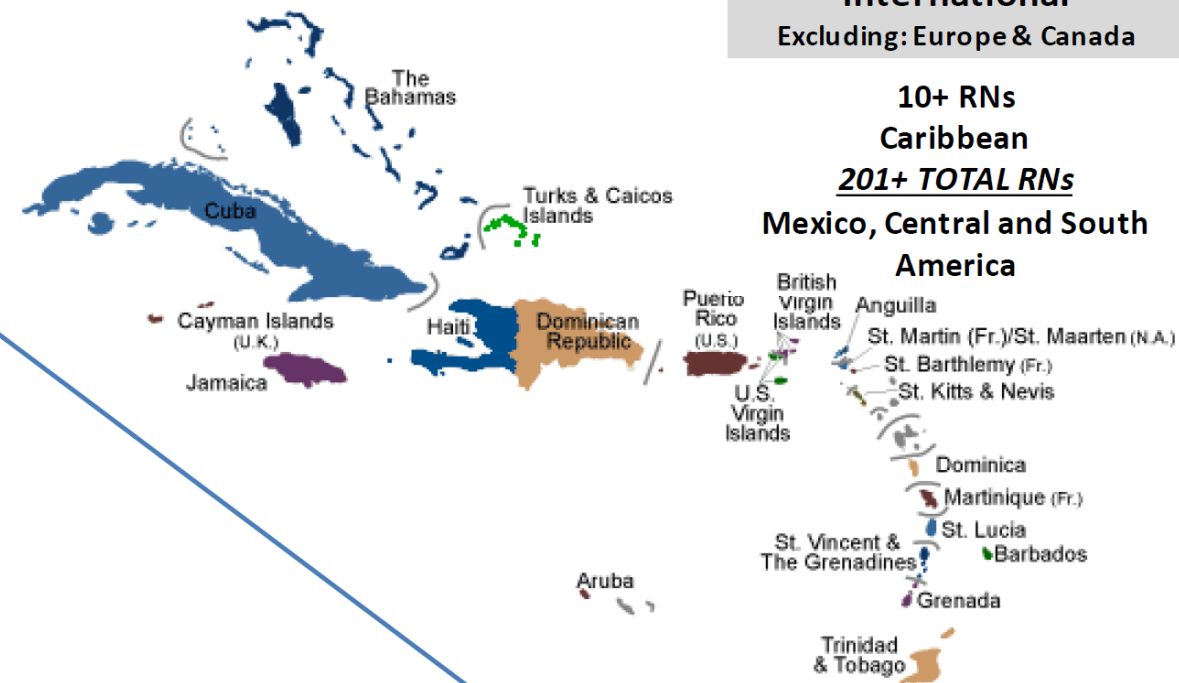 International
Excluding: Europe & Canada
10+ RNs
Caribbean
201+ TOTAL RNs
Mexico, Central and South
America
The
Bahamas
Turks & Caicos
Islands
Cuba
Cayman Islands
(U.K.)
Jamaica
Haiti
Dominican
Republic
Puerto
Rico
(U.S.)
British
Virgin
Islands
U.S.
Virgin
Islands
Anguilla
St. Martin (Fr.)/St. Maarten (N.A.)
St. Barthlemy (Fr.)
St. Kitts & Nevis
Dominica
Martinique (Fr.)
St. Lucia
Barbados
St. Vincent &
The Grenadines
Grenada
Aruba
Trinidad
& Tobago